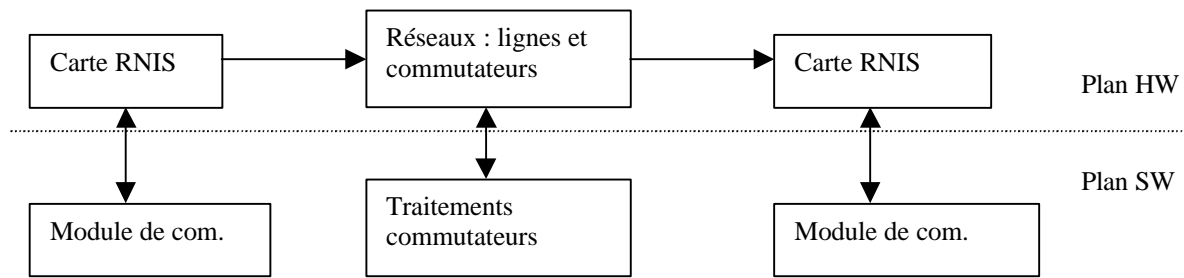 Carte RNIS
Réseaux : lignes et
commutateurs
Carte RNIS
Plan HW
Plan SW
Module de com.
Traitements
commutateurs
Module de com.